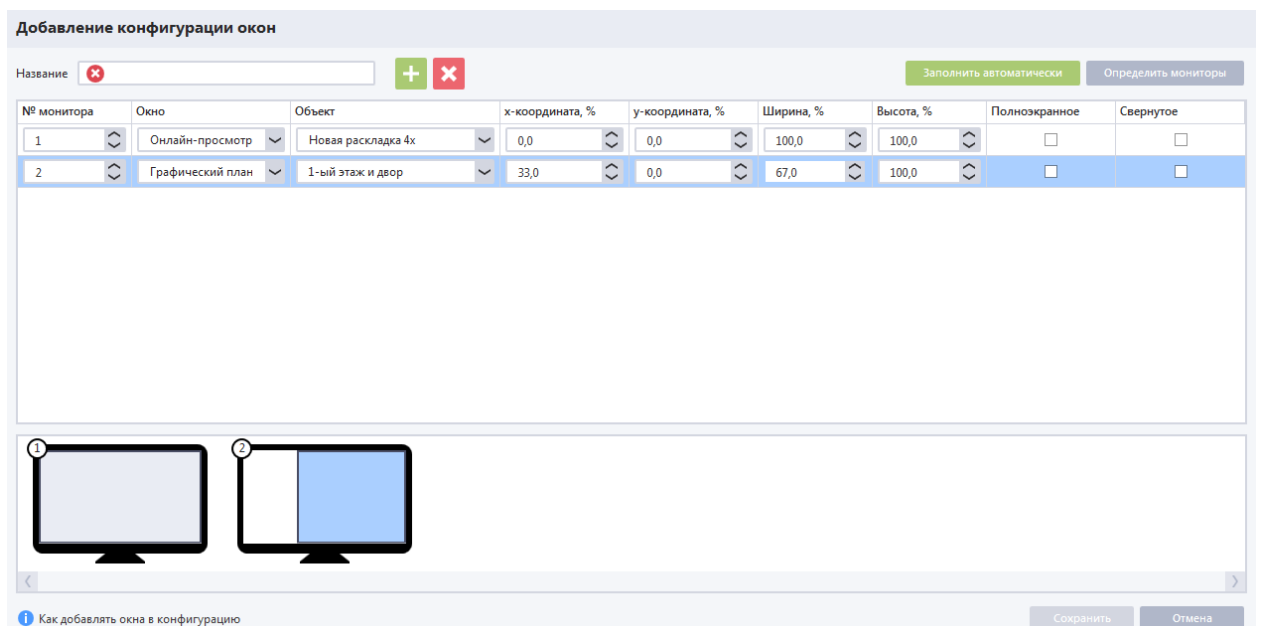 Добавление конфигурации окон
Название Заполнить автоматически Определить мониторы
№ монитора Окно Объект x-координата, % y-координата, % Ширина, % Высота, % Полноэкранное Свернутое
1 Онлайн-просмотр Новая раскладка 4x 0,0 0,0 100,0 100,0
2 Графический план 1-ый этаж и двор 33,0 0,0 67,0 100,0
1 2
Как добавлять окна в конфигурацию Сохранить Отмена